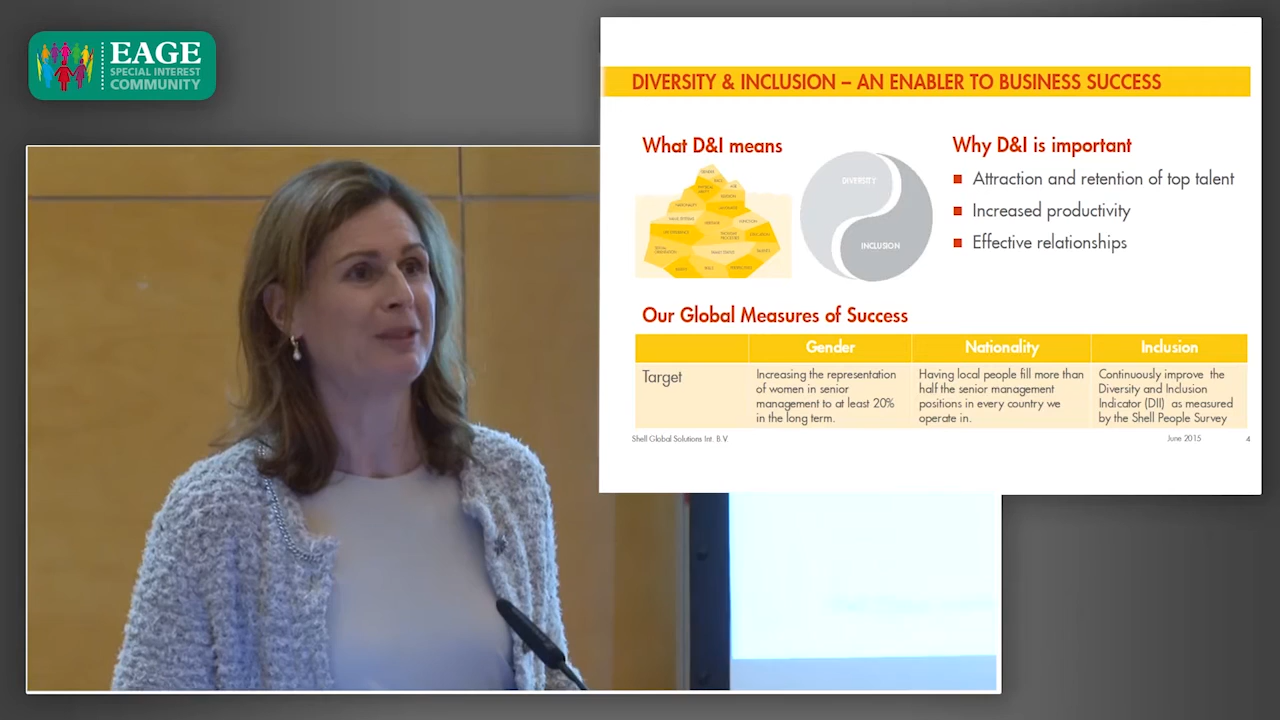 EAGE
SPECIAL INTEREST
COMMUNITY
DIVERSITY & INCLUSION – AN ENABLER TO BUSINESS SUCCESS
What D&I means
DIVERSITY
INCLUSION
Why D&I is important
Attraction and retention of top talent
Increased productivity
Effective relationships
Our Global Measures of Success
Gender
Nationality
Inclusion
Target
Increasing the representation
of women in senior
management to at least 20%
in the long term.
Having local people fill more than
half the senior management
positions in every country we
operate in.
Continuously improve the
Diversity and Inclusion
Indicator (DII) as measured
by the Shell People Survey
Shell Global Solutions Int. B.V
June 2015
4